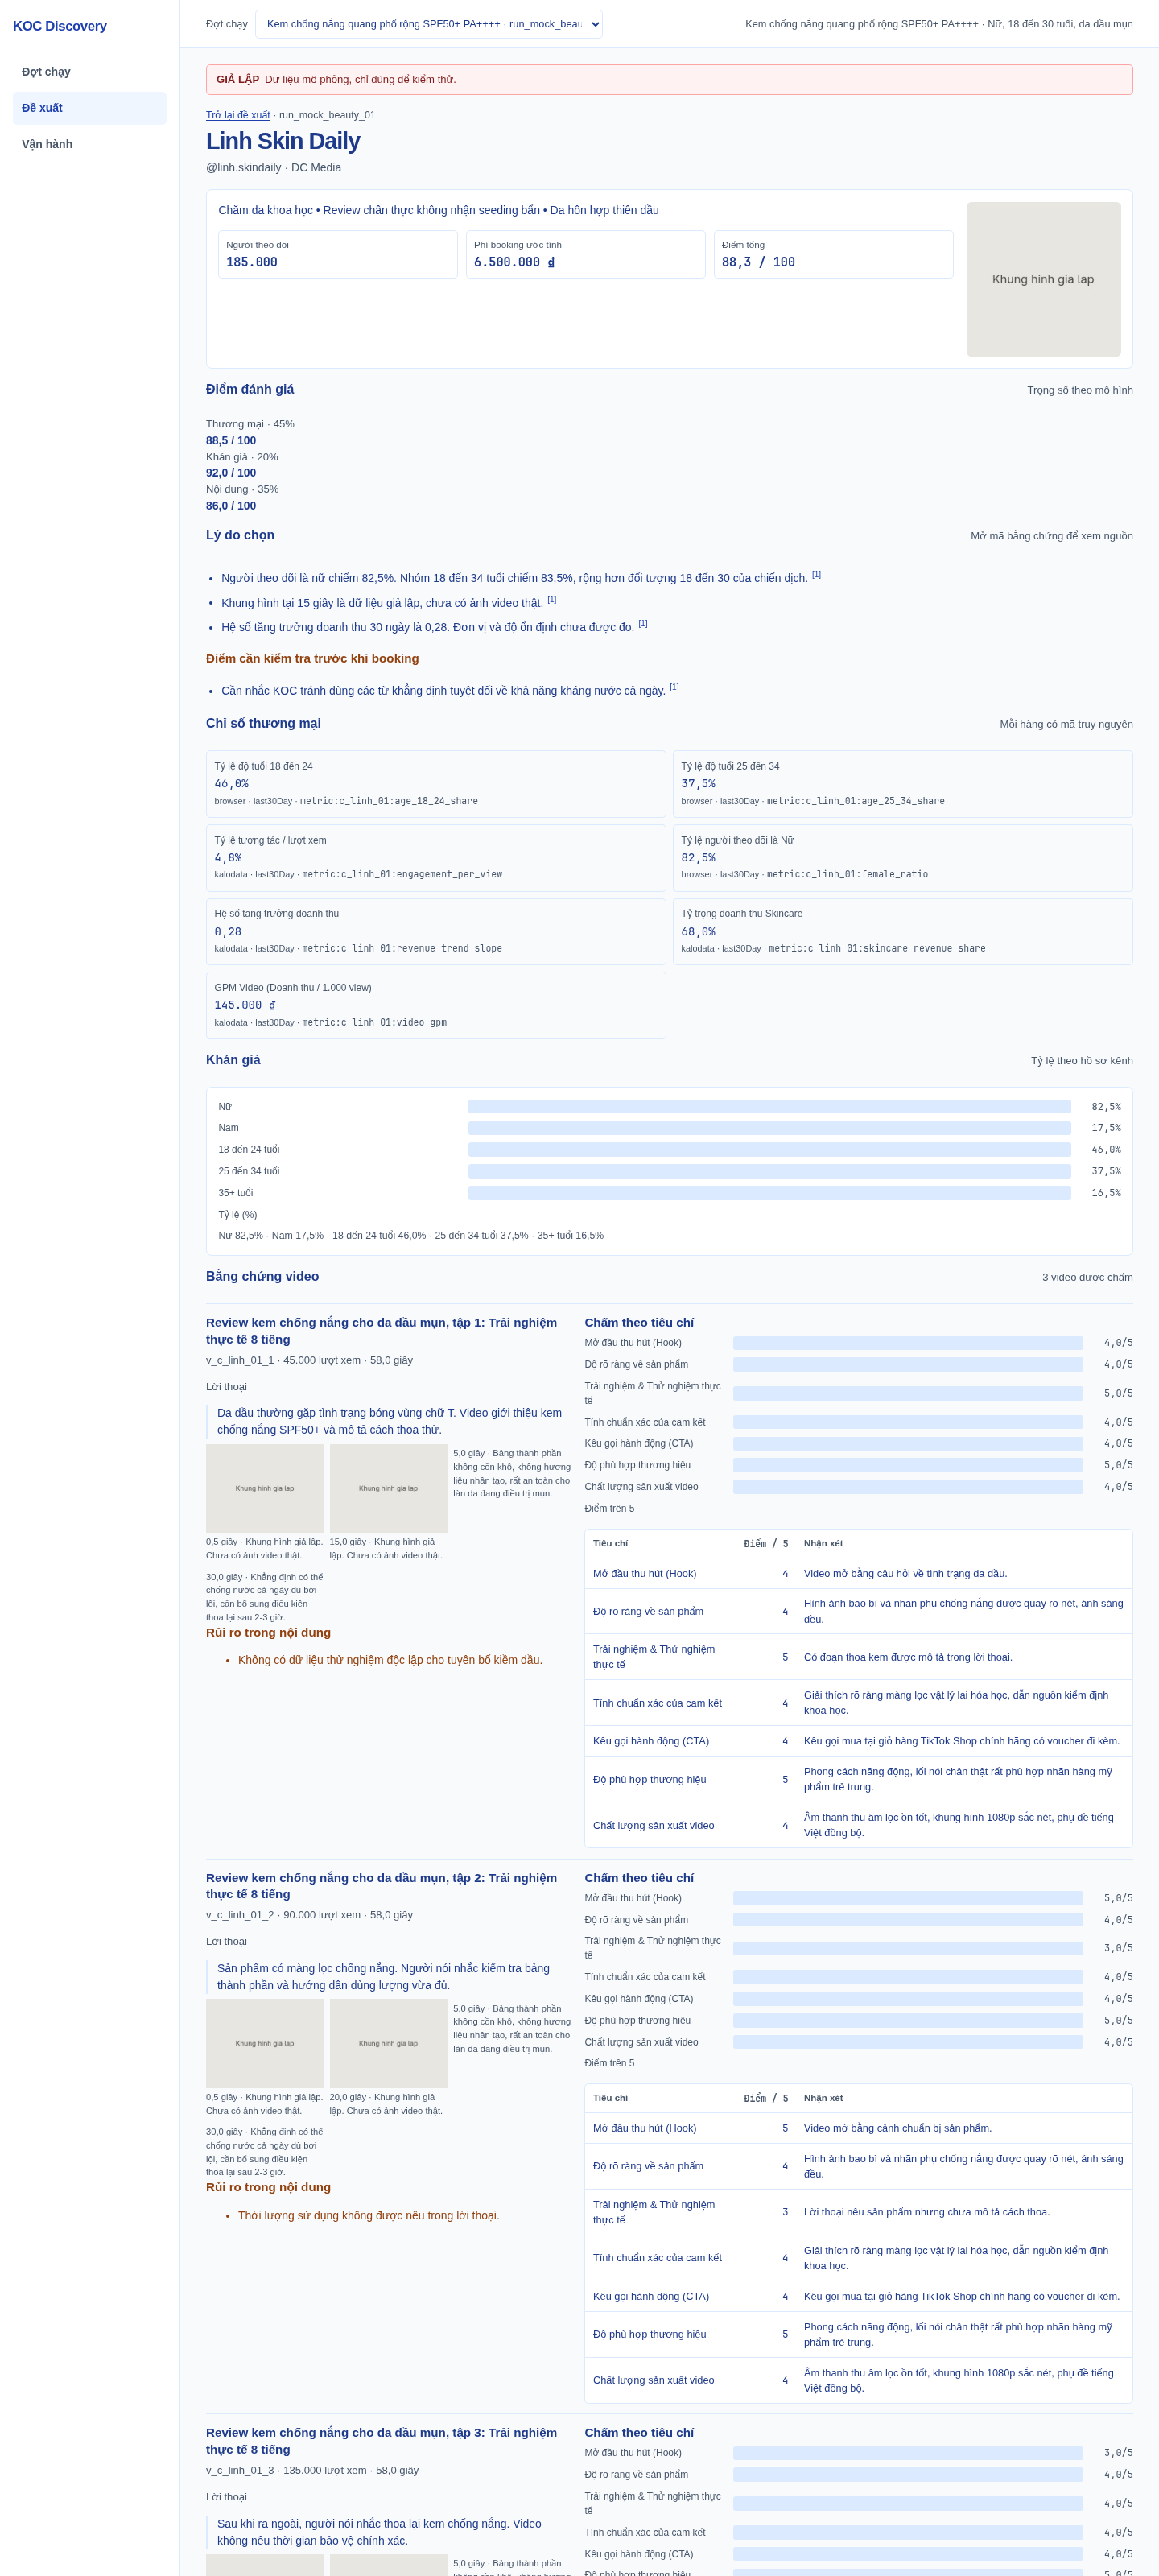 KOC Discovery
Đợt chạy
Đề xuất
Vận hành
Đợt chạy
Kem chống nắng quang phổ rộng SPF50+ PA++++ · run_mock_beau
Kem chống nắng quang phổ rộng SPF50+ PA++++ · Nữ, 18 đến 30 tuổi, da dầu mụn
GIẢ LẬP Dữ liệu mô phỏng, chỉ dùng để kiểm thử.
Trở lại đề xuất · run_mock_beauty_01
Linh Skin Daily
@linh.skindaily · DC Media
Chăm da khoa học • Review chân thực không nhận seeding bẩn • Da hỗn hợp thiên dầu
Người theo dõi
185.000
Phí booking ước tính
6.500.000 ₫
Điểm tổng
88,3 / 100
Khung hinh gia lap
Điểm đánh giá
Trọng số theo mô hình
Thương mại · 45%
88,5 / 100
Khán giả · 20%
92,0 / 100
Nội dung · 35%
86,0 / 100
Lý do chọn
Mở mã bằng chứng để xem nguồn
• Người theo dõi là nữ chiếm 82,5%. Nhóm 18 đến 34 tuổi chiếm 83,5%, rộng hơn đối tượng 18 đến 30 của chiến dịch. [1]
• Khung hình tại 15 giây là dữ liệu giả lập, chưa có ảnh video thật. [1]
• Hệ số tăng trưởng doanh thu 30 ngày là 0,28. Đơn vị và độ ổn định chưa được đo. [1]
Điểm cần kiểm tra trước khi booking
• Cần nhắc KOC tránh dùng các từ khẳng định tuyệt đối về khả năng kháng nước cả ngày. [1]
Chỉ số thương mại
Mỗi hàng có mã truy nguyên
Tỷ lệ độ tuổi 18 đến 24
46,0%
browser · last30Day · metric:c_linh_01:age_18_24_share
Tỷ lệ độ tuổi 25 đến 34
37,5%
browser · last30Day · metric:c_linh_01:age_25_34_share
Tỷ lệ tương tác / lượt xem
4,8%
kalodata · last30Day · metric:c_linh_01:engagement_per_view
Tỷ lệ người theo dõi là Nữ
82,5%
browser · last30Day · metric:c_linh_01:female_ratio
Hệ số tăng trưởng doanh thu
0,28
kalodata · last30Day · metric:c_linh_01:revenue_trend_slope
Tỷ trọng doanh thu Skincare
68,0%
kalodata · last30Day · metric:c_linh_01:skincare_revenue_share
GPM Video (Doanh thu / 1.000 view)
145.000 ₫
kalodata · last30Day · metric:c_linh_01:video_gpm
Khán giả
Tỷ lệ theo hồ sơ kênh
Nữ 82,5%
Nam 17,5%
18 đến 24 tuổi 46,0%
25 đến 34 tuổi 37,5%
35+ tuổi 16,5%
Tỷ lệ (%)
Nữ 82,5% · Nam 17,5% · 18 đến 24 tuổi 46,0% · 25 đến 34 tuổi 37,5% · 35+ tuổi 16,5%
Bằng chứng video
3 video được chấm
Review kem chống nắng cho da dầu mụn, tập 1: Trải nghiệm
thực tế 8 tiếng
v_c_linh_01_1 · 45.000 lượt xem · 58,0 giây
Lời thoại
Da dầu thường gặp tình trạng bóng vùng chữ T. Video giới thiệu kem
chống nắng SPF50+ và mô tả cách thoa thử.
Khung hinh gia lap
0,5 giây · Khung hình giả lập.
Chưa có ảnh video thật.
Khung hinh gia lap
15,0 giây · Khung hình giả
lập. Chưa có ảnh video thật.
5,0 giây · Bảng thành phần
không cồn khô, không hương
liệu nhân tạo, rất an toàn cho
làn da đang điều trị mụn.
30,0 giây · Khẳng định có thể
chống nước cả ngày dù bơi
lội, cần bổ sung điều kiện
thoa lại sau 2-3 giờ.
Rủi ro trong nội dung
• Không có dữ liệu thử nghiệm độc lập cho tuyên bố kiềm dầu.
Chấm theo tiêu chí
Mở đầu thu hút (Hook) 4,0/5
Độ rõ ràng về sản phẩm 4,0/5
Trải nghiệm & Thử nghiệm thực
tế 5,0/5
Tính chuẩn xác của cam kết 4,0/5
Kêu gọi hành động (CTA) 4,0/5
Độ phù hợp thương hiệu 5,0/5
Chất lượng sản xuất video 4,0/5
Điểm trên 5
Tiêu chí Điểm / 5 Nhận xét
Mở đầu thu hút (Hook) 4 Video mở bằng câu hỏi về tình trạng da dầu.
Độ rõ ràng về sản phẩm 4 Hình ảnh bao bì và nhãn phụ chống nắng được quay rõ nét, ánh sáng
đều.
Trải nghiệm & Thử nghiệm
thực tế 5 Có đoạn thoa kem được mô tả trong lời thoại.
Tính chuẩn xác của cam kết 4 Giải thích rõ ràng màng lọc vật lý lai hóa học, dẫn nguồn kiểm định
khoa học.
Kêu gọi hành động (CTA) 4 Kêu gọi mua tại giỏ hàng TikTok Shop chính hãng có voucher đi kèm.
Độ phù hợp thương hiệu 5 Phong cách năng động, lối nói chân thật rất phù hợp nhãn hàng mỹ
phẩm trẻ trung.
Chất lượng sản xuất video 4 Âm thanh thu âm lọc ồn tốt, khung hình 1080p sắc nét, phụ đề tiếng
Việt đồng bộ.
Review kem chống nắng cho da dầu mụn, tập 2: Trải nghiệm
thực tế 8 tiếng
v_c_linh_01_2 · 90.000 lượt xem · 58,0 giây
Lời thoại
Sản phẩm có màng lọc chống nắng. Người nói nhắc kiểm tra bảng
thành phần và hướng dẫn dùng lượng vừa đủ.
Khung hinh gia lap
0,5 giây · Khung hình giả lập.
Chưa có ảnh video thật.
Khung hinh gia lap
20,0 giây · Khung hình giả
lập. Chưa có ảnh video thật.
5,0 giây · Bảng thành phần
không cồn khô, không hương
liệu nhân tạo, rất an toàn cho
làn da đang điều trị mụn.
30,0 giây · Khẳng định có thể
chống nước cả ngày dù bơi
lội, cần bổ sung điều kiện
thoa lại sau 2-3 giờ.
Rủi ro trong nội dung
• Thời lượng sử dụng không được nêu trong lời thoại.
Chấm theo tiêu chí
Mở đầu thu hút (Hook) 5,0/5
Độ rõ ràng về sản phẩm 4,0/5
Trải nghiệm & Thử nghiệm thực
tế 3,0/5
Tính chuẩn xác của cam kết 4,0/5
Kêu gọi hành động (CTA) 4,0/5
Độ phù hợp thương hiệu 5,0/5
Chất lượng sản xuất video 4,0/5
Điểm trên 5
Tiêu chí Điểm / 5 Nhận xét
Mở đầu thu hút (Hook) 5 Video mở bằng cảnh chuẩn bị sản phẩm.
Độ rõ ràng về sản phẩm 4 Hình ảnh bao bì và nhãn phụ chống nắng được quay rõ nét, ánh sáng
đều.
Trải nghiệm & Thử nghiệm
thực tế 3 Lời thoại nêu sản phẩm nhưng chưa mô tả cách thoa.
Tính chuẩn xác của cam kết 4 Giải thích rõ ràng màng lọc vật lý lai hóa học, dẫn nguồn kiểm định
khoa học.
Kêu gọi hành động (CTA) 4 Kêu gọi mua tại giỏ hàng TikTok Shop chính hãng có voucher đi kèm.
Độ phù hợp thương hiệu 5 Phong cách năng động, lối nói chân thật rất phù hợp nhãn hàng mỹ
phẩm trẻ trung.
Chất lượng sản xuất video 4 Âm thanh thu âm lọc ồn tốt, khung hình 1080p sắc nét, phụ đề tiếng
Việt đồng bộ.
Review kem chống nắng cho da dầu mụn, tập 3: Trải nghiệm
thực tế 8 tiếng
v_c_linh_01_3 · 135.000 lượt xem · 58,0 giây
Lời thoại
Sau khi ra ngoài, người nói nhắc thoa lại kem chống nắng. Video
không nêu thời gian bảo vệ chính xác.
5,0 giây · Bảng thành phần
Chấm theo tiêu chí
Mở đầu thu hút (Hook) 3,0/5
Độ rõ ràng về sản phẩm 4,0/5
Trải nghiệm & Thử nghiệm thực
tế 4,0/5
Tính chuẩn xác của cam kết 4,0/5
Kêu gọi hành động (CTA) 4,0/5